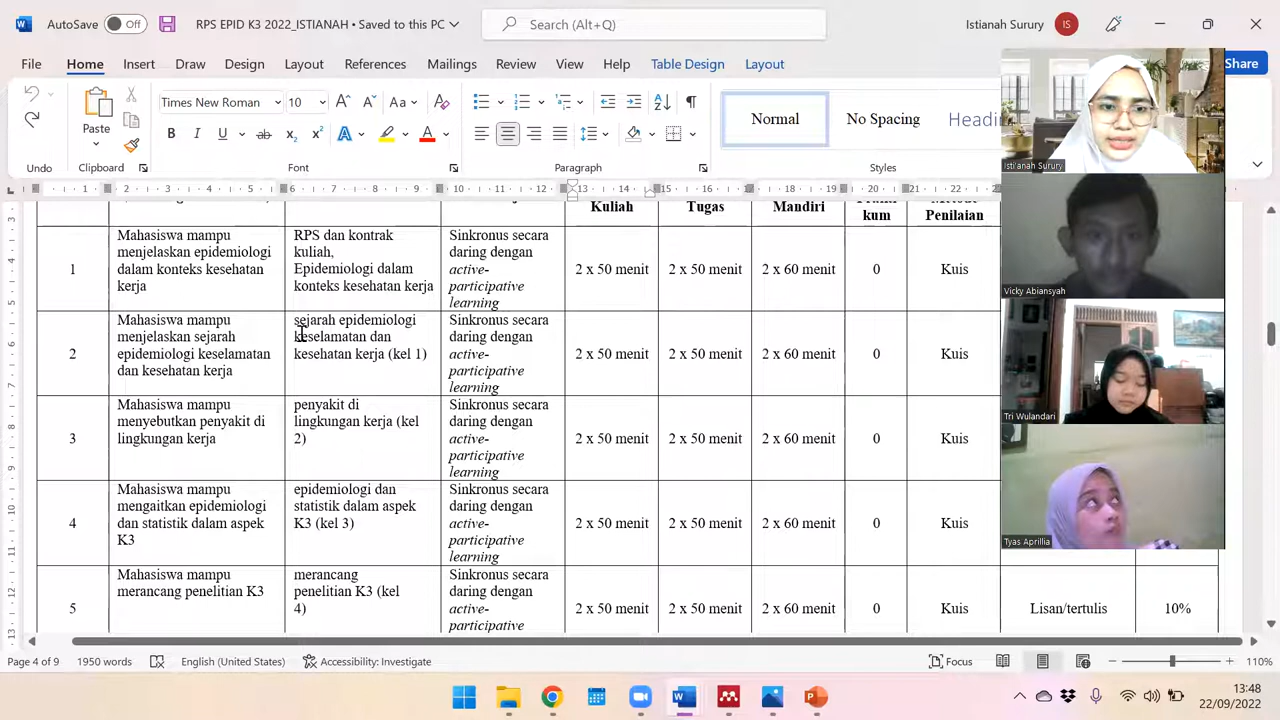 AutoSave Off RPS EPID K3 2022_ISTIANAH • Saved to this PC Search (Alt+Q) Istianah Surury IS
File Home Insert Draw Design Layout References Mailings Review View Help Table Design Layout Share
Times New Roman 10 Aa
Paste
Normal No Spacing Heading
Undo Clipboard Font Paragraph Styles
Kuliah Tugas Mandiri kum Metode Penilaian
1
Mahasiswa mampu
menjelaskan epidemiologi
dalam konteks kesehatan
kerja
RPS dan kontrak
kuliah,
Epidemiologi dalam
konteks kesehatan kerja
Sinkronus secara
daring dengan
active-
participative
learning
2 x 50 menit 2 x 50 menit 2 x 60 menit 0 Kuis
2
Mahasiswa mampu
menjelaskan sejarah
epidemiologi keselamatan
dan kesehatan kerja
sejarah epidemiologi
keselamatan dan
kesehatan kerja (kel 1)
Sinkronus secara
daring dengan
active-
participative
learning
2 x 50 menit 2 x 50 menit 2 x 60 menit 0 Kuis
3
Mahasiswa mampu
menyebutkan penyakit di
lingkungan kerja
penyakit di
lingkungan kerja (kel
2)
Sinkronus secara
daring dengan
active-
participative
learning
2 x 50 menit 2 x 50 menit 2 x 60 menit 0 Kuis
4
Mahasiswa mampu
mengaitkan epidemiologi
dan statistik dalam aspek
K3
epidemiologi dan
statistik dalam aspek
K3 (kel 3)
Sinkronus secara
daring dengan
active-
participative
learning
2 x 50 menit 2 x 50 menit 2 x 60 menit 0 Kuis
5
Mahasiswa mampu
merancang penelitian K3
merancang
penelitian K3 (kel
4)
Sinkronus secara
daring dengan
active-
participative
2 x 50 menit 2 x 50 menit 2 x 60 menit 0 Kuis Lisan/tertulis 10%
Isti'anah Surury
Vicky Abiansyah
Tri Wulandari
Tyas Aprillia
Page 4 of 9 1950 words English (United States) Accessibility: Investigate Focus 110%
13:48
22/09/2022